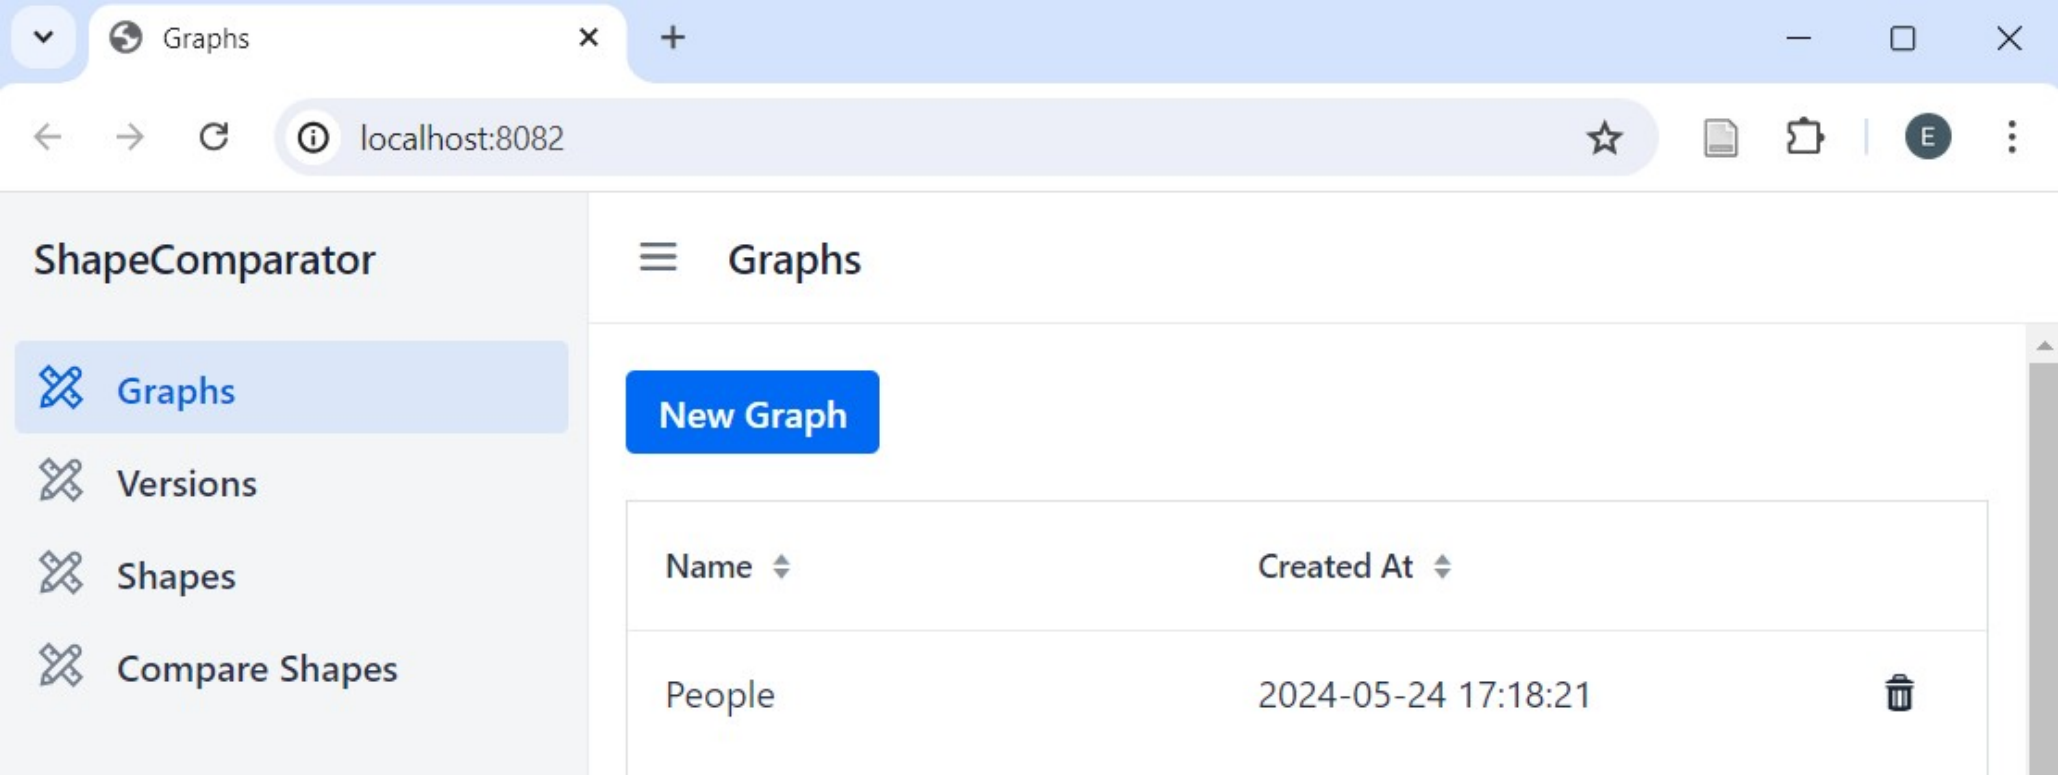 Graphs
localhost:8082
E
ShapeComparator
Graphs
Graphs
Versions
Shapes
Compare Shapes
New Graph
Name Created At
People 2024-05-24 17:18:21